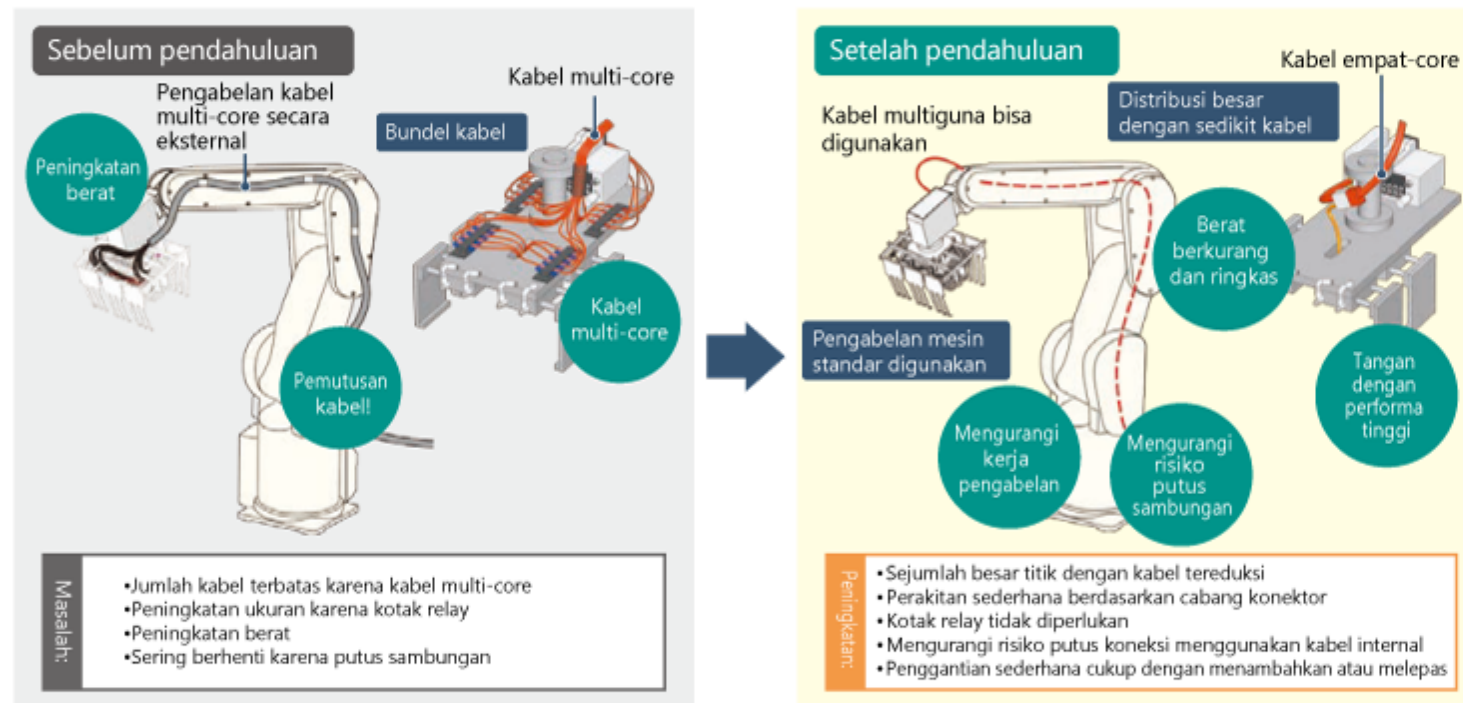 Sebelum pendahuluan
Kabel multi-core
Pengabelan kabel
multi-core secara
eksternal
Bundel kabel
Peningkatan
berat
Kabel
multi-core
Pemutusan
kabel!
Masalah:
•Jumlah kabel terbatas karena kabel multi-core
•Peningkatan ukuran karena kotak relay
•Peningkatan berat
•Sering berhenti karena putus sambungan
Setelah pendahuluan
Kabel empat-core
Kabel multiguna bisa
digunakan
Distribusi besar
dengan sedikit kabel
Berat
berkurang
dan ringkas
Pengabelan mesin
standar digunakan
Tangan
dengan
performa
tinggi
Mengurangi
kerja
pengabelan
Mengurangi
risiko
putus
sambungan
Peningkatan:
•Sejumlah besar titik dengan kabel tereduksi
•Perakitan sederhana berdasarkan cabang konektor
•Kotak relay tidak diperlukan
•Mengurangi risiko putus koneksi menggunakan kabel internal
•Penggantian sederhana cukup dengan menambahkan atau melepas